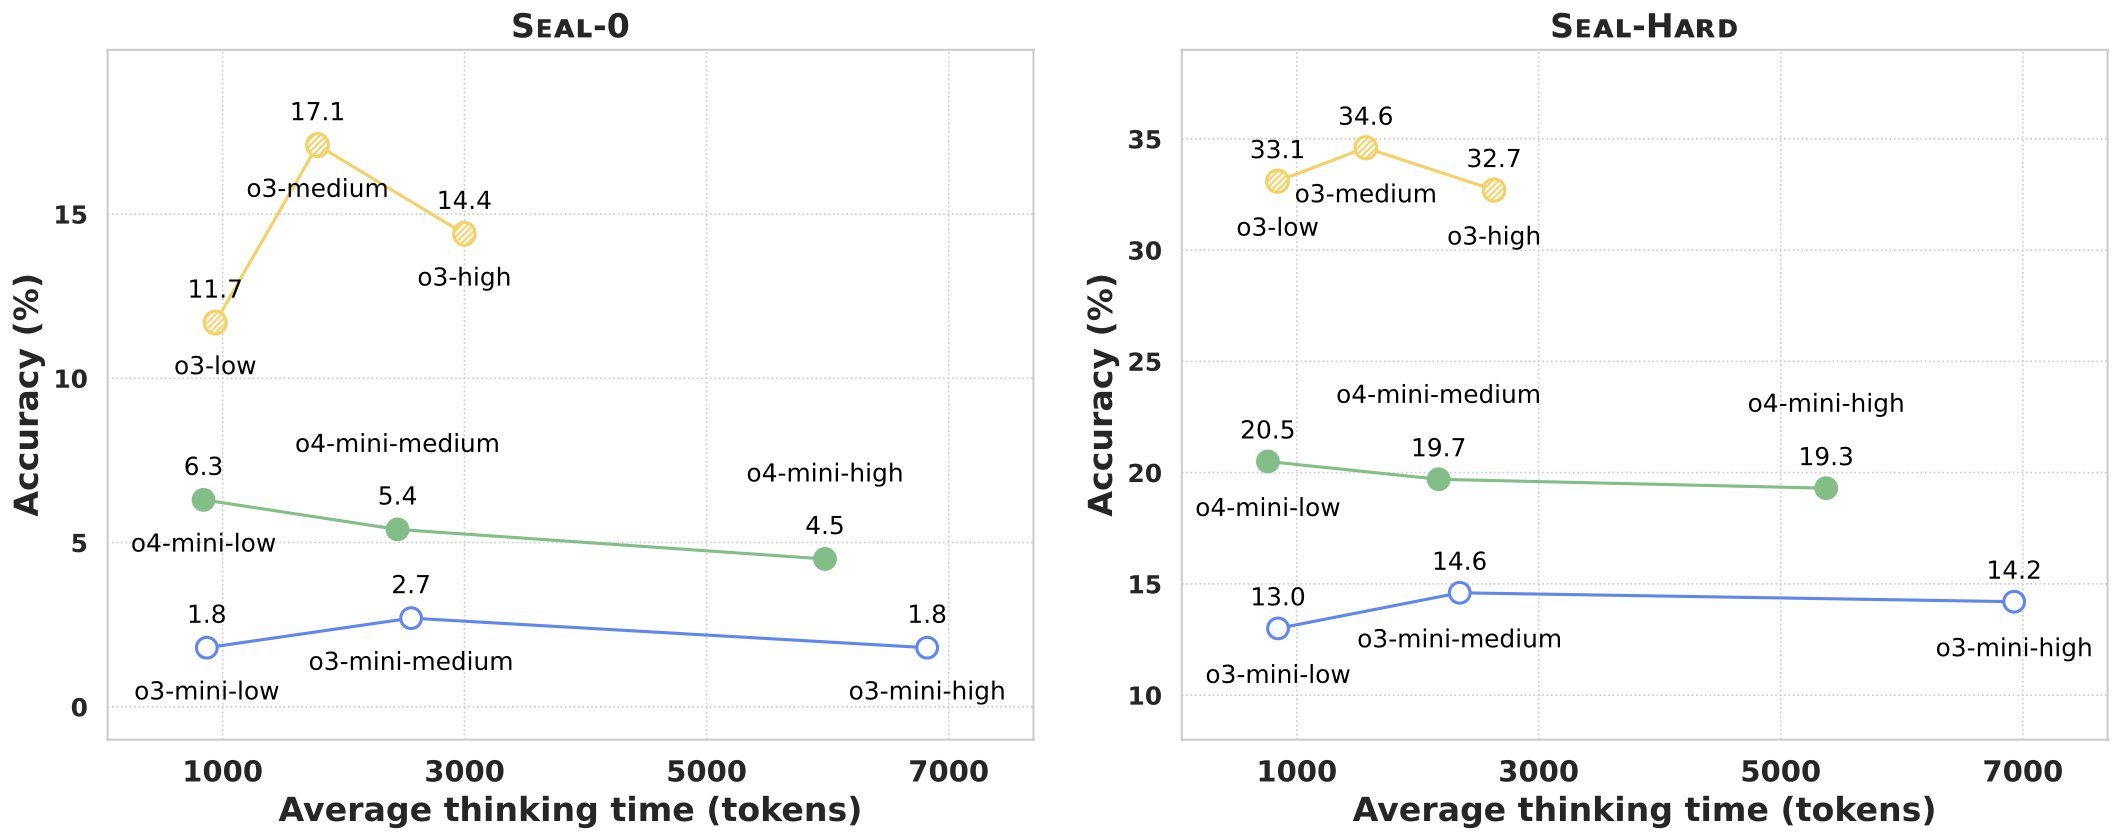 SEAL-0
17.1
o3-medium
14.4
o3-high
11.7
o3-low
o4-mini-medium
6.3
o4-mini-low
5.4
o4-mini-high
4.5
2.7
o3-mini-medium
1.8
o3-mini-low
1.8
o3-mini-high
15
10
5
0
Accuracy (%)
1000 3000 5000 7000
Average thinking time (tokens)
SEAL-HARD
34.6
33.1
32.7
o3-medium
o3-low
o3-high
o4-mini-medium
o4-mini-high
20.5
19.7
19.3
o4-mini-low
14.6
14.2
13.0
o3-mini-medium
o3-mini-high
o3-mini-low
35
30
25
20
15
10
Accuracy (%)
1000 3000 5000 7000
Average thinking time (tokens)